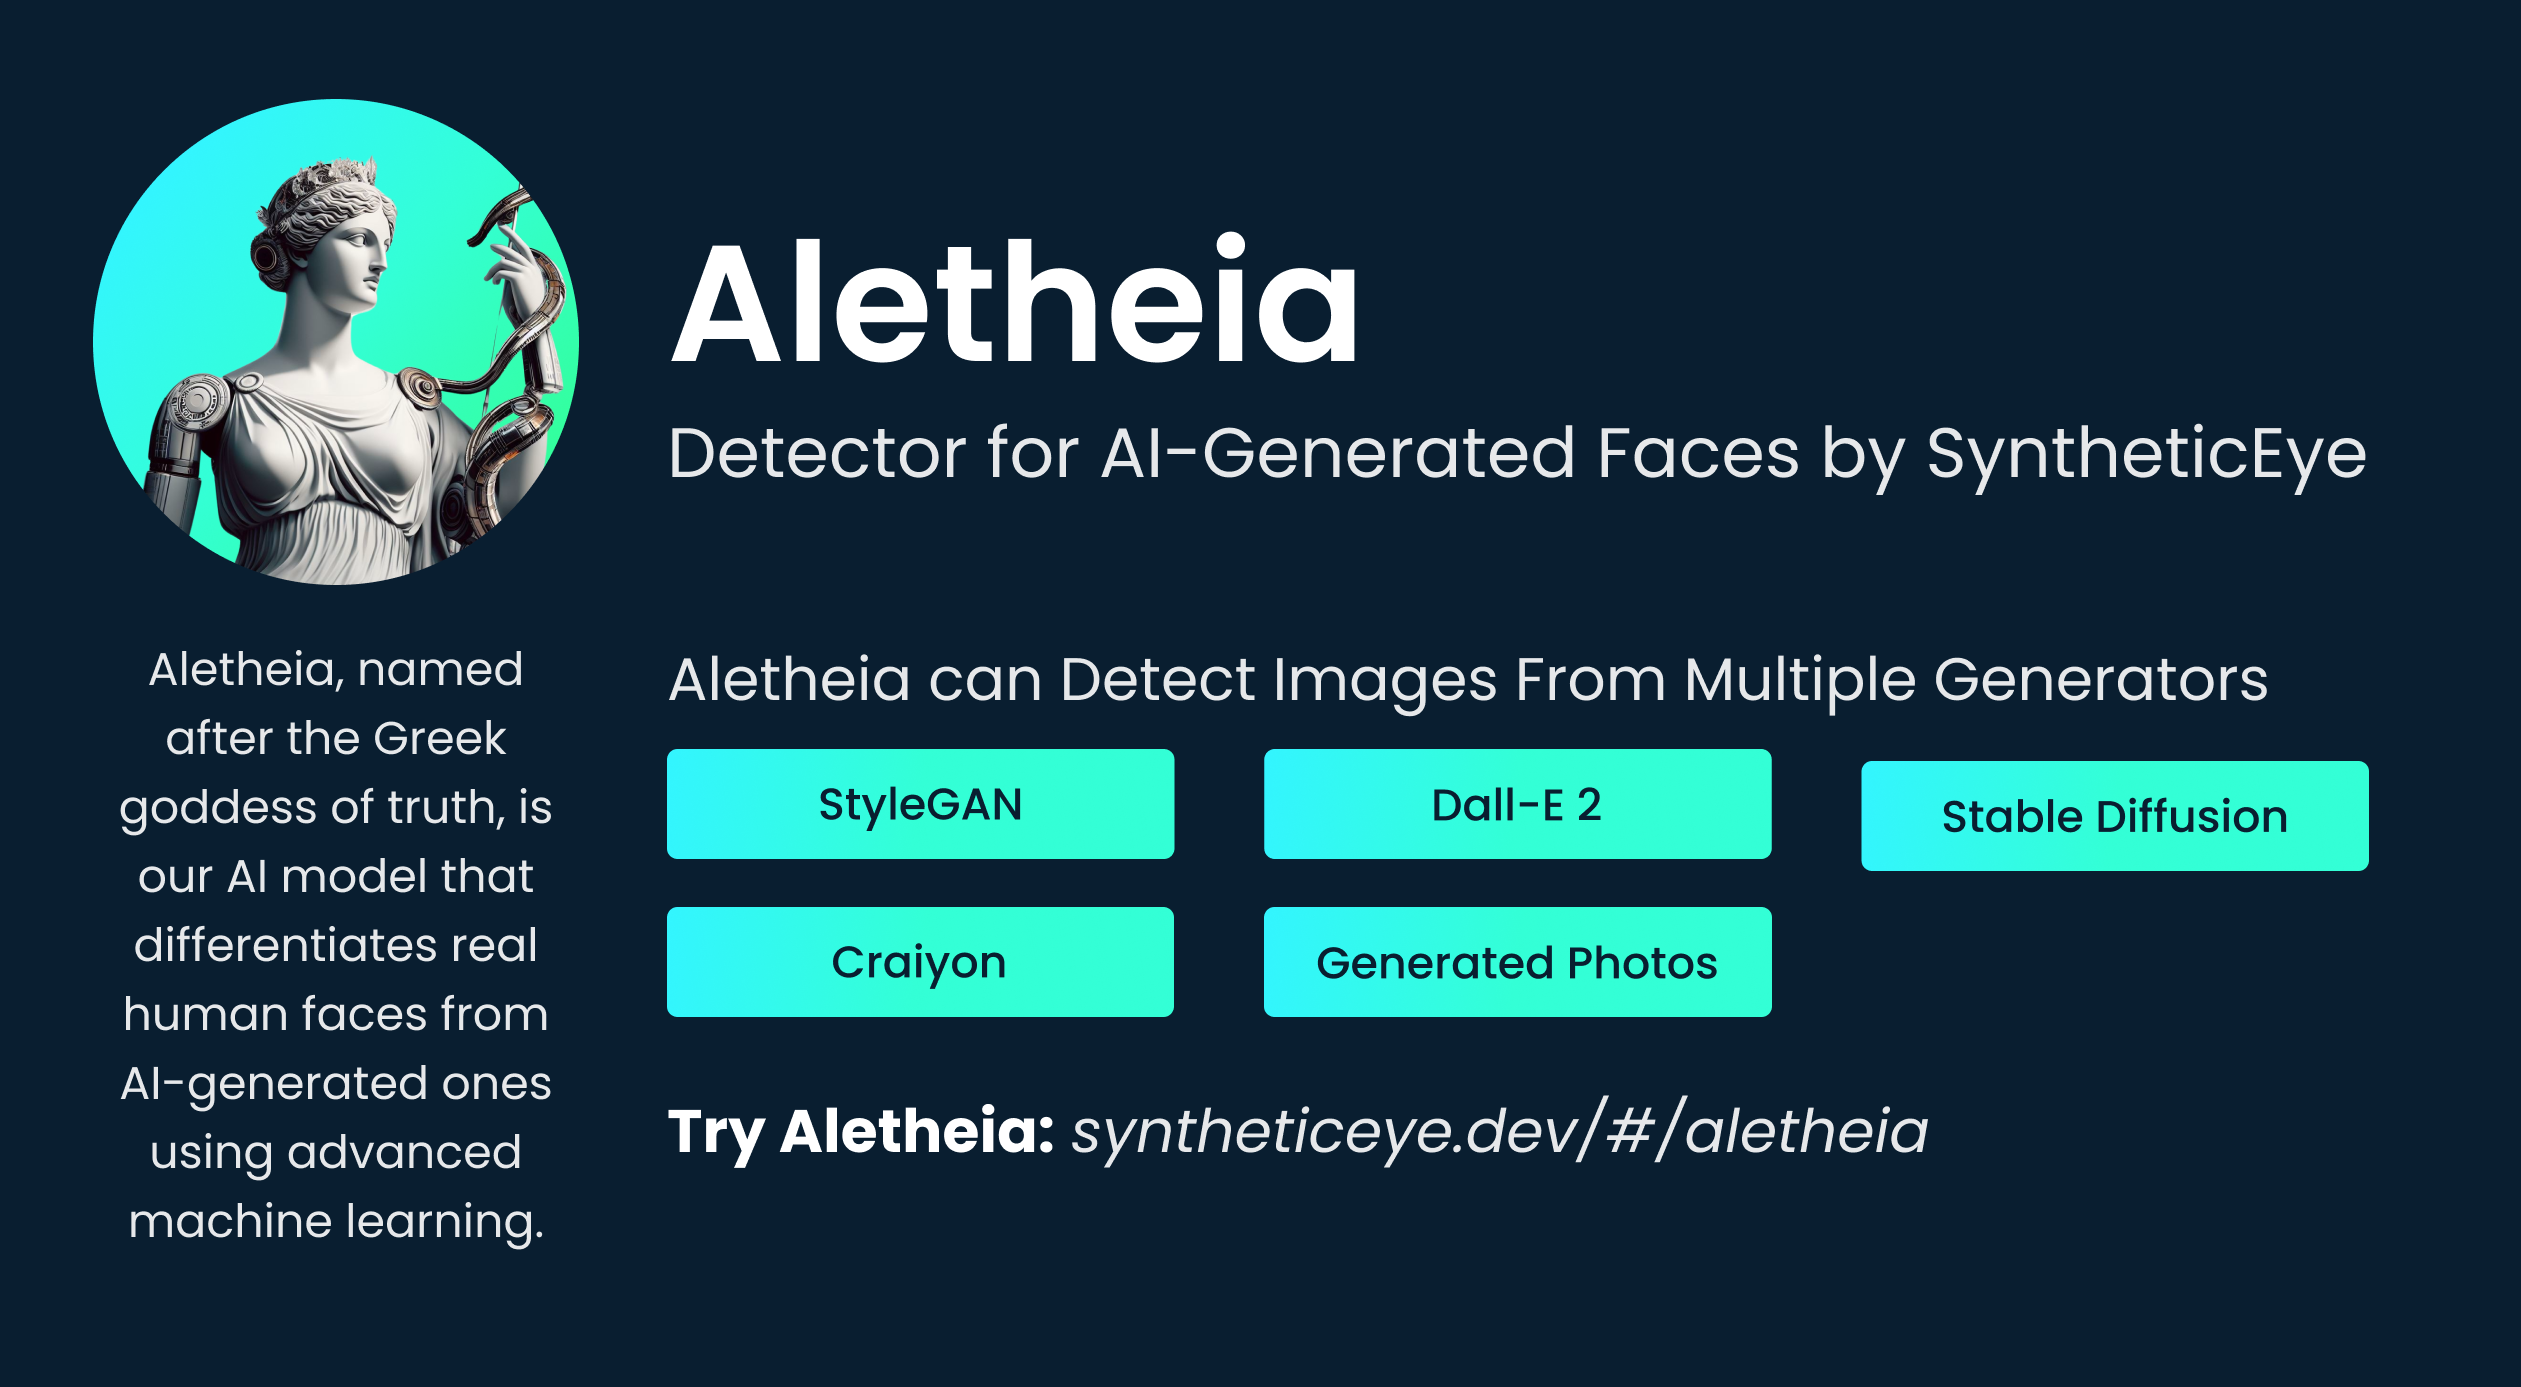 Aletheia
Detector for AI-Generated Faces by SyntheticEye
Aletheia, named
after the Greek
goddess of truth, is
our AI model that
differentiates real
human faces from
AI-generated ones
using advanced
machine learning.
Aletheia can Detect Images From Multiple Generators
StyleGAN
Dall-E 2
Stable Diffusion
Craiyon
Generated Photos
Try Aletheia: syntheticeye.dev/#/aletheia